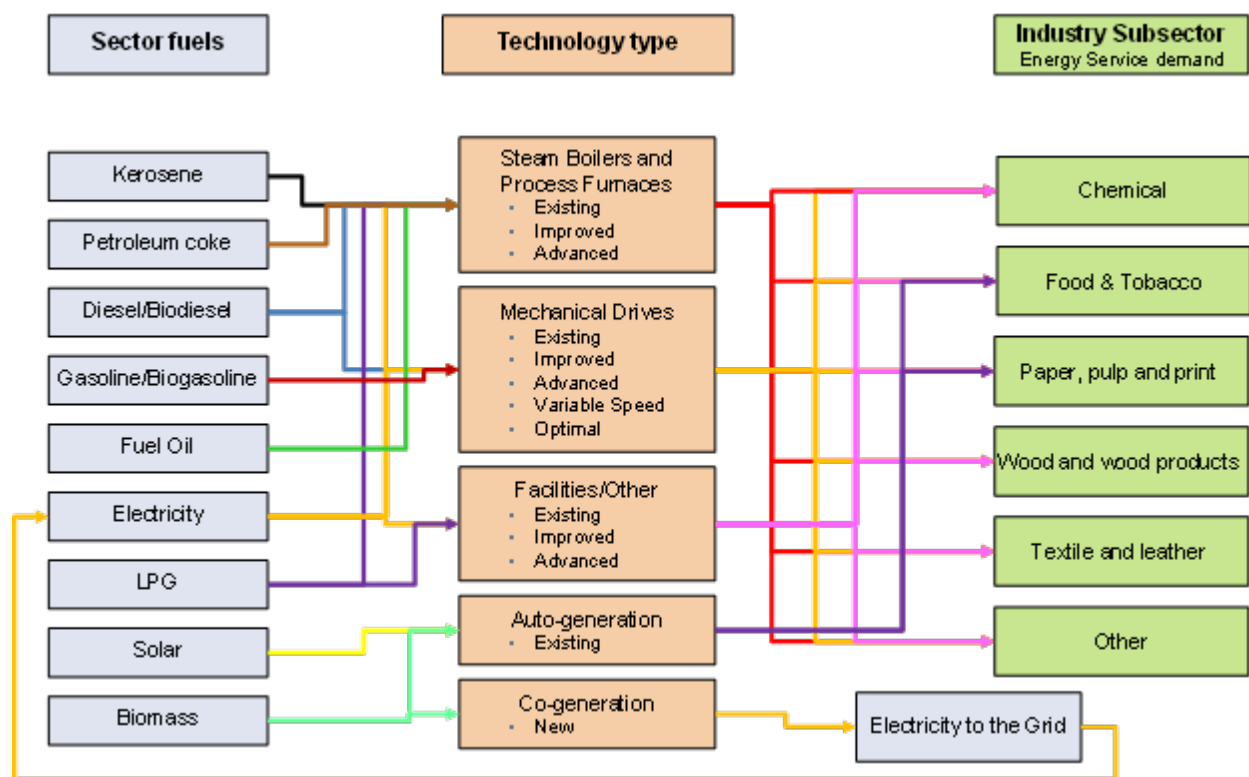 Sector fuels
Technology type
Industry Subsector
Energy Service demand
Kerosene
Petroleum coke
Diesel/Biodiesel
Gasoline/Biogasoline
Fuel Oil
Electricity
LPG
Solar
Biomass
Steam Boilers and
Process Furnaces
• Existing
• Improved
• Advanced
Mechanical Drives
• Existing
• Improved
• Advanced
• Variable Speed
• Optimal
Facilities/Other
• Existing
• Improved
• Advanced
Auto-generation
• Existing
Co-generation
• New
Chemical
Food & Tobacco
Paper, pulp and print
Wood and wood products
Textile and leather
Other
Electricity to the Grid